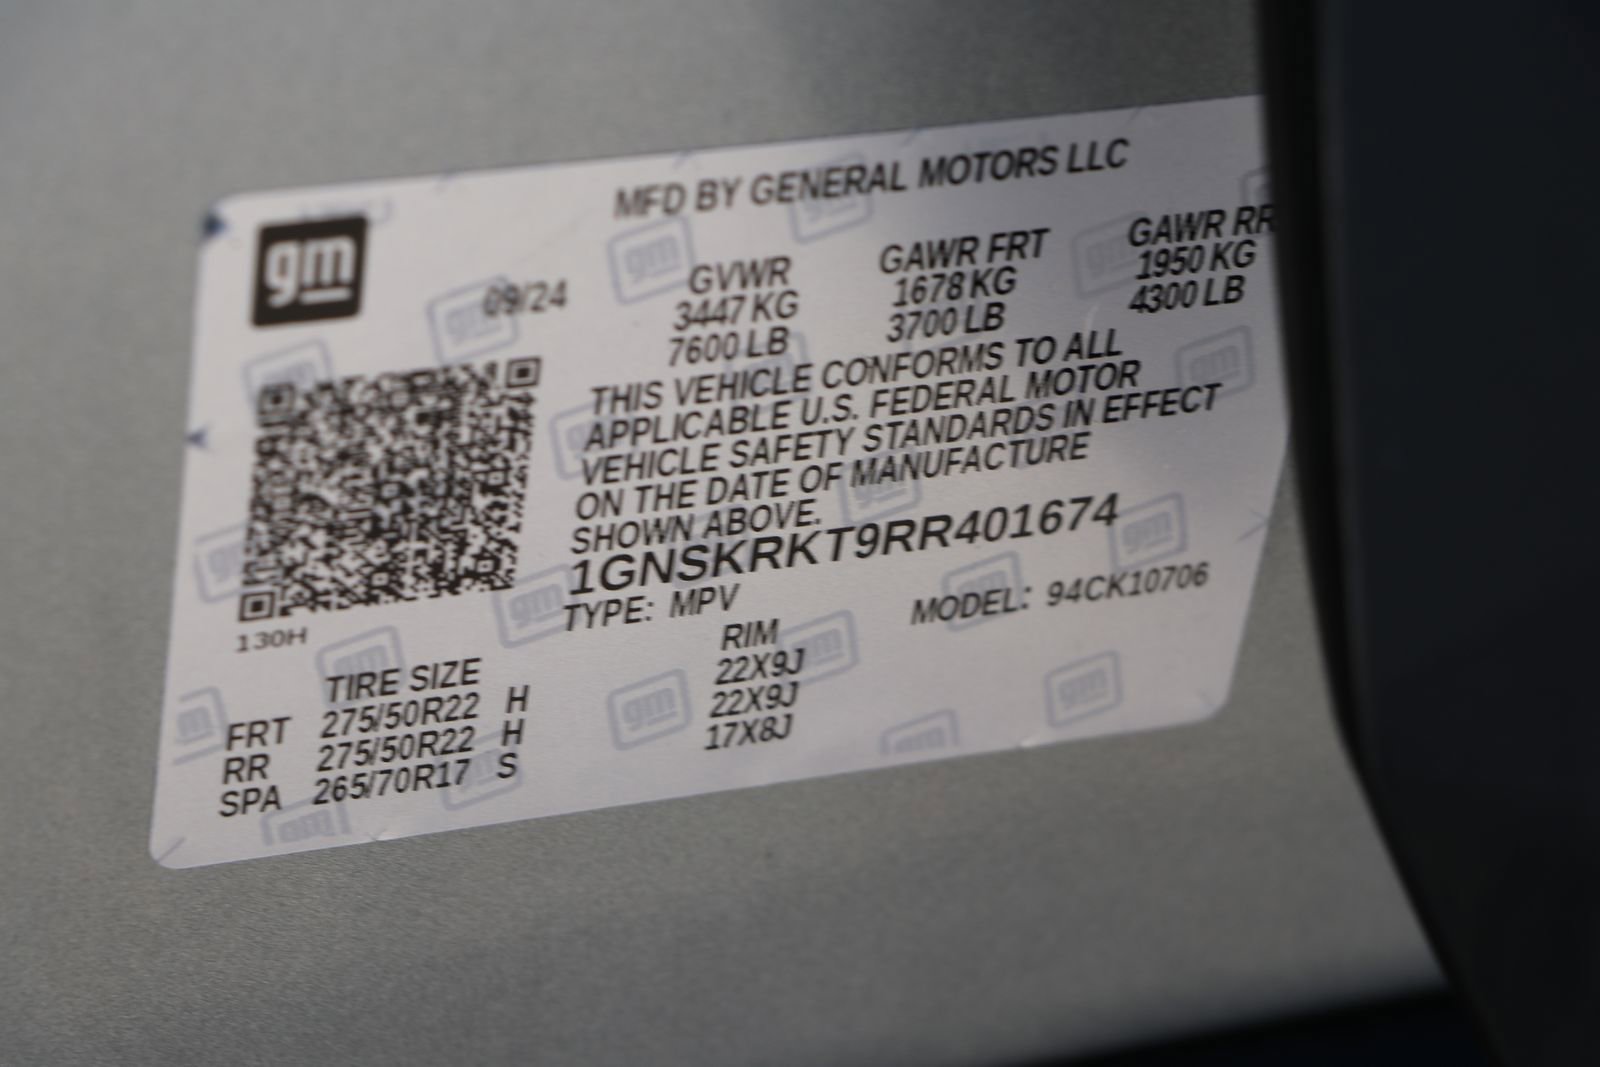 gm
MFD BY GENERAL MOTORS LLC
09/24
GVWR GAWR FRT GAWR RR
3447 KG 1678 KG 1950 KG
7600 LB 3700 LB 4300 LB
THIS VEHICLE CONFORMS TO ALL
APPLICABLE U.S. FEDERAL MOTOR
VEHICLE SAFETY STANDARDS IN EFFECT
ON THE DATE OF MANUFACTURE
SHOWN ABOVE.
1GNSKRKT9RR401674
TYPE: MPV MODEL: 94CK10706
130H
TIRE SIZE RIM
FRT 275/50R22 H 22X9J
RR 275/50R22 H 22X9J
SPA 265/70R17 S 17X8J